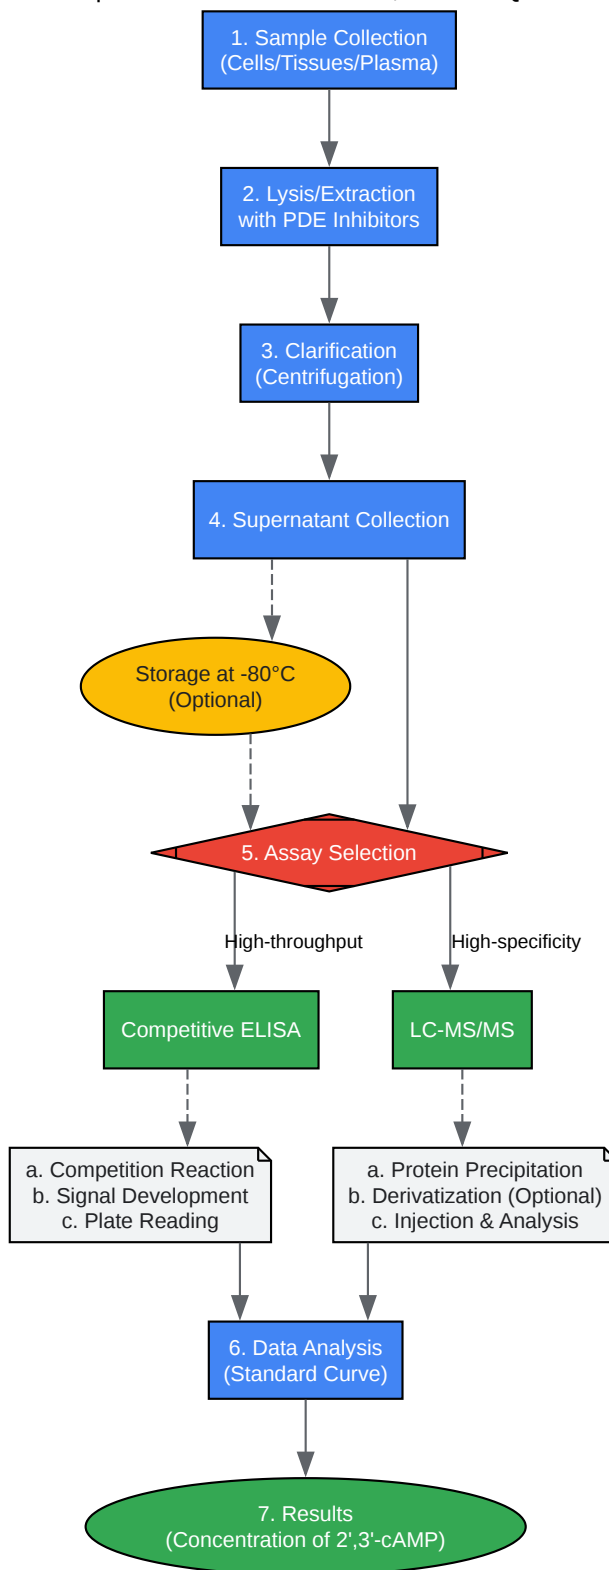 1. Sample Collection
(Cells/Tissues/Plasma)
2. Lysis/Extraction
with PDE Inhibitors
3. Clarification
(Centrifugation)
4. Supernatant Collection
Storage at -80°C
(Optional)
5. Assay Selection
High-throughput
High-specificity
Competitive ELISA
LC-MS/MS
a. Competition Reaction
b. Signal Development
c. Plate Reading
a. Protein Precipitation
b. Derivatization (Optional)
c. Injection & Analysis
6. Data Analysis
(Standard Curve)
7. Results
(Concentration of 2',3'-cAMP)